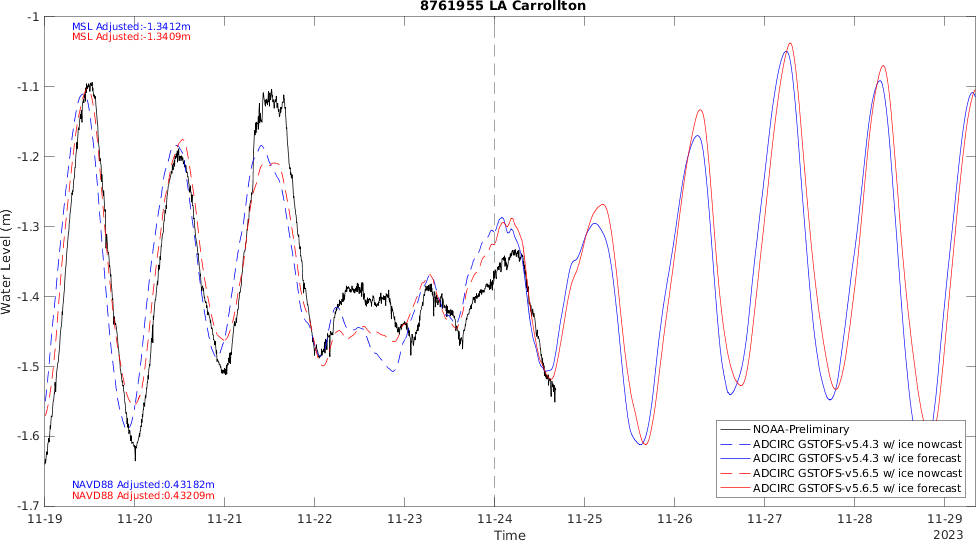 8761955 LA Carrollton
MSL Adjusted:-1.3412m
MSL Adjusted:-1.3409m
-1
-1.1
-1.2
-1.3
-1.4
-1.5
-1.6
-1.7
Water Level (m)
NAVD88 Adjusted:0.43182m
NAVD88 Adjusted:0.43209m
NOAA-Preliminary
ADCIRC GSTOFS-v5.4.3 w/ ice nowcast
ADCIRC GSTOFS-v5.4.3 w/ ice forecast
ADCIRC GSTOFS-v5.6.5 w/ ice nowcast
ADCIRC GSTOFS-v5.6.5 w/ ice forecast
11-19 11-20 11-21 11-22 11-23 11-24 11-25 11-26 11-27 11-28 11-29
Time 2023